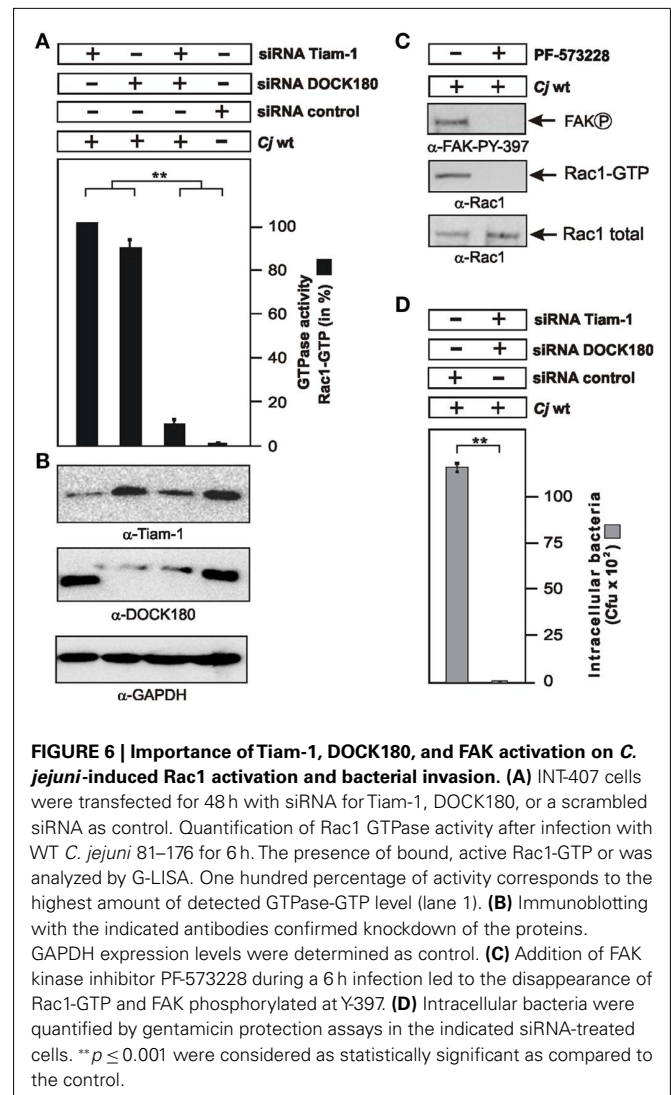 A
+ − + − siRNA Tiam-1
− + + − siRNA DOCK180
− − − + siRNA control
+ + + − Cj wt
**
100
80
60
40
20
0
GTPase activity
Rac1-GTP (in %)
B
α-Tiam-1
α-DOCK180
α-GAPDH
C
− + PF-573228
+ + Cj wt
FAKⓅ
α-FAK-PY-397
Rac1-GTP
α-Rac1
Rac1 total
α-Rac1
D
− + siRNA Tiam-1
− + siRNA DOCK180
+ − siRNA control
+ + Cj wt
**
100
75
50
25
0
Intracellular bacteria
(Cfu x 10²)
FIGURE 6 | Importance of Tiam-1, DOCK180, and FAK activation on C.
jejuni-induced Rac1 activation and bacterial invasion. (A) INT-407 cells
were transfected for 48 h with siRNA for Tiam-1, DOCK180, or a scrambled
siRNA as control. Quantification of Rac1 GTPase activity after infection with
WT C. jejuni 81–176 for 6 h. The presence of bound, active Rac1-GTP or was
analyzed by G-LISA. One hundred percentage of activity corresponds to the
highest amount of detected GTPase-GTP level (lane 1). (B) Immunoblotting
with the indicated antibodies confirmed knockdown of the proteins.
GAPDH expression levels were determined as control. (C) Addition of FAK
kinase inhibitor PF-573228 during a 6 h infection led to the disappearance of
Rac1-GTP and FAK phosphorylated at Y-397. (D) Intracellular bacteria were
quantified by gentamicin protection assays in the indicated siRNA-treated
cells. **p ≤ 0.001 were considered as statistically significant as compared to
the control.